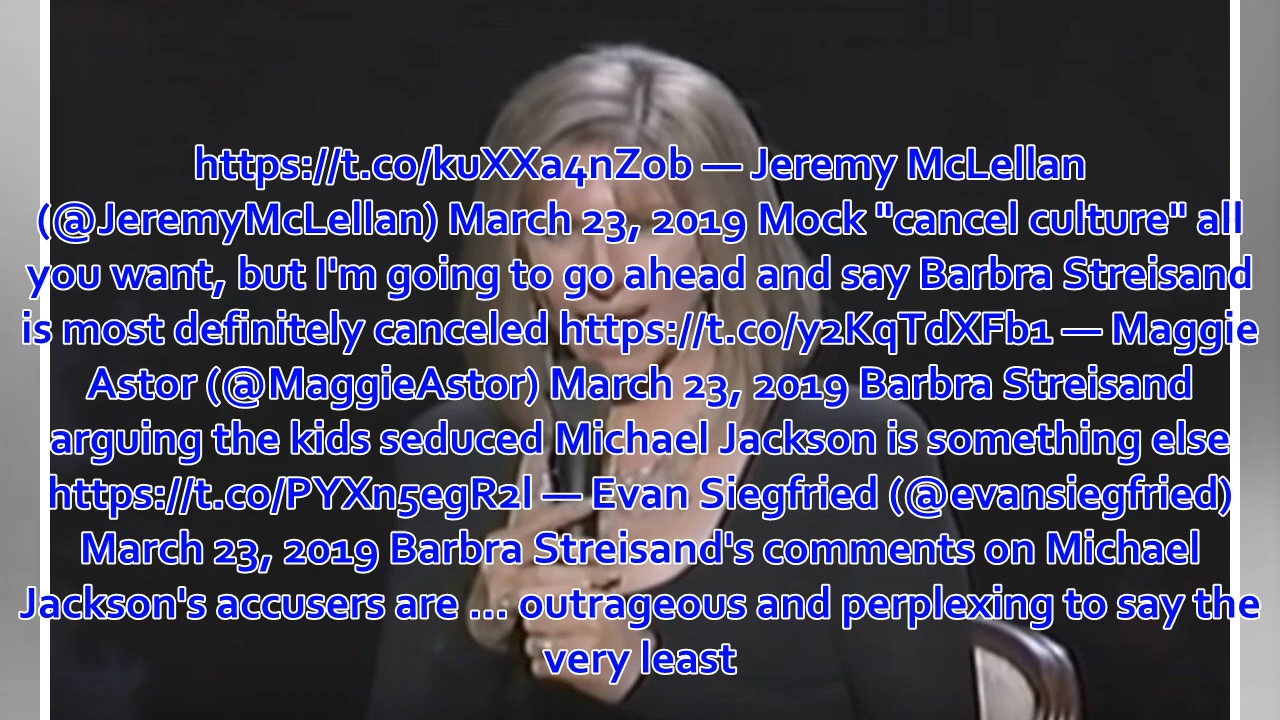 https://t.co/kuXXa4nZob — Jeremy McLellan
(@JeremyMcLellan) March 23, 2019 Mock "cancel culture" all
you want, but I'm going to go ahead and say Barbra Streisand
is most definitely canceled https://t.co/y2KqTdXFb1 — Maggie
Astor (@MaggieAstor) March 23, 2019 Barbra Streisand
arguing the kids seduced Michael Jackson is something else
https://t.co/PYXn5egR2l — Evan Siegfried (@evansiegfried)
March 23, 2019 Barbra Streisand's comments on Michael
Jackson's accusers are ... outrageous and perplexing to say the
very least